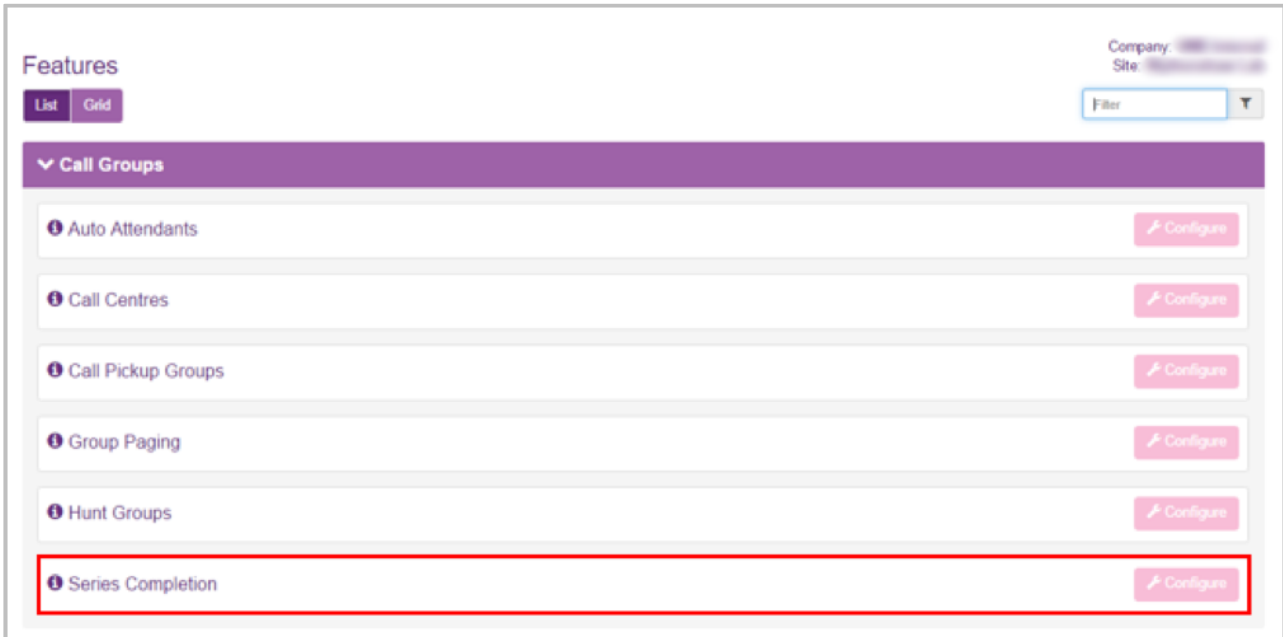 Company:
Features
Site:
List Grid
Filter
Call Groups
Auto Attendants Configure
Call Centres Configure
Call Pickup Groups Configure
Group Paging Configure
Hunt Groups Configure
Series Completion Configure